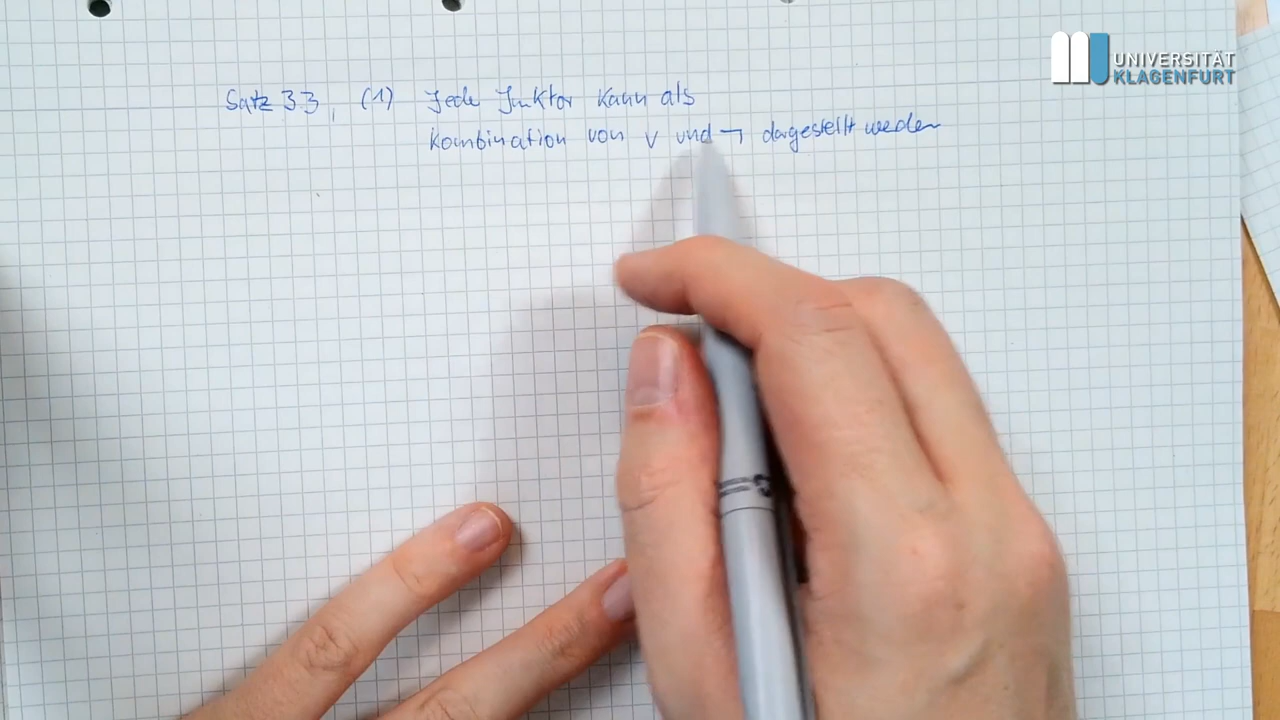 UNIVERSITÄT
KLAGENFURT
Satz 3.3, (1) Jede Junktor kann als
Kombination von ∨ und ¬ dargestellt werden